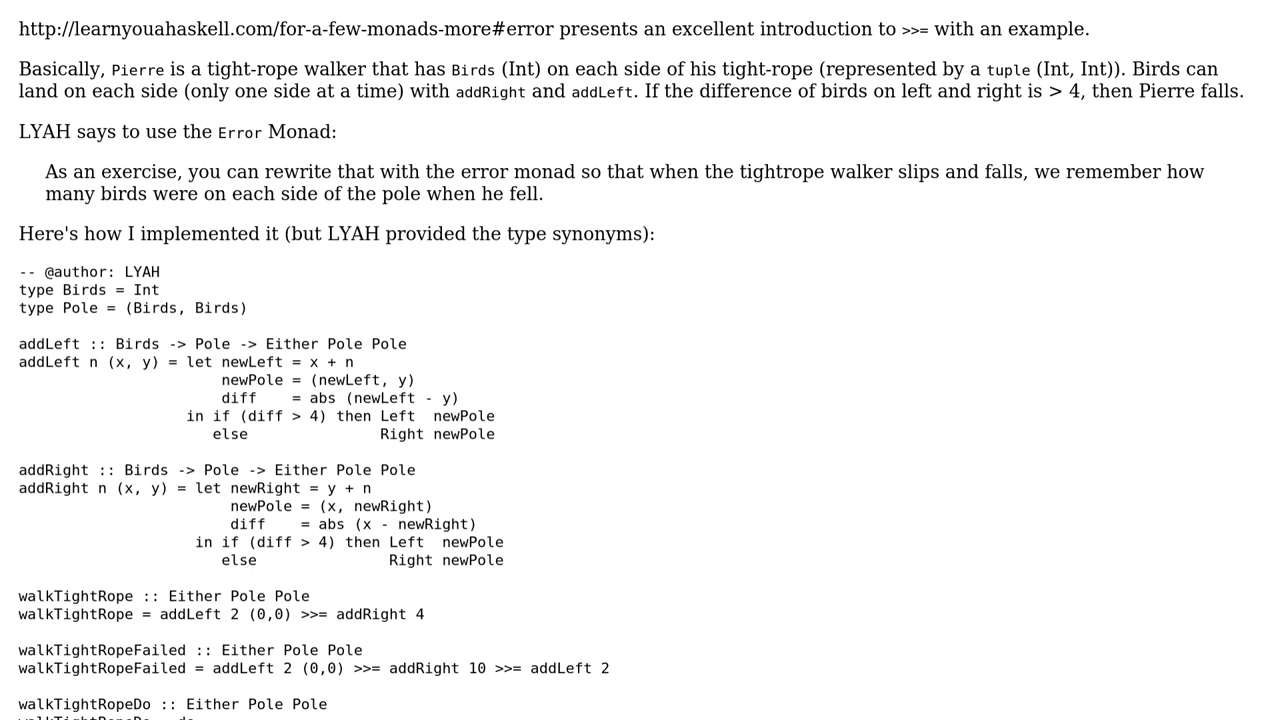 http://learnyouahaskell.com/for-a-few-monads-more#error presents an excellent introduction to >>= with an example.
Basically, Pierre is a tight-rope walker that has Birds (Int) on each side of his tight-rope (represented by a tuple (Int, Int)). Birds can
land on each side (only one side at a time) with addRight and addLeft. If the difference of birds on left and right is > 4, then Pierre falls.
LYAH says to use the Error Monad:
As an exercise, you can rewrite that with the error monad so that when the tightrope walker slips and falls, we remember how
many birds were on each side of the pole when he fell.
Here's how I implemented it (but LYAH provided the type synonyms):
-- @author: LYAH
type Birds = Int
type Pole = (Birds, Birds)
addLeft :: Birds -> Pole -> Either Pole Pole
addLeft n (x, y) = let newLeft = x + n
                       newPole = (newLeft, y)
                       diff    = abs (newLeft - y)
                   in if (diff > 4) then Left  newPole
                      else               Right newPole
addRight :: Birds -> Pole -> Either Pole Pole
addRight n (x, y) = let newRight = y + n
                        newPole = (x, newRight)
                        diff    = abs (x - newRight)
                    in if (diff > 4) then Left  newPole
                       else               Right newPole
walkTightRope :: Either Pole Pole
walkTightRope = addLeft 2 (0,0) >>= addRight 4
walkTightRopeFailed :: Either Pole Pole
walkTightRopeFailed = addLeft 2 (0,0) >>= addRight 10 >>= addLeft 2
walkTightRopeDo :: Either Pole Pole